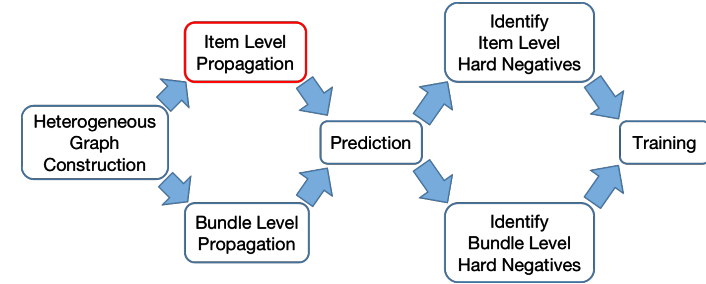 Heterogeneous
Graph
Construction
Item Level
Propagation
Bundle Level
Propagation
Prediction
Identify
Item Level
Hard Negatives
Identify
Bundle Level
Hard Negatives
Training